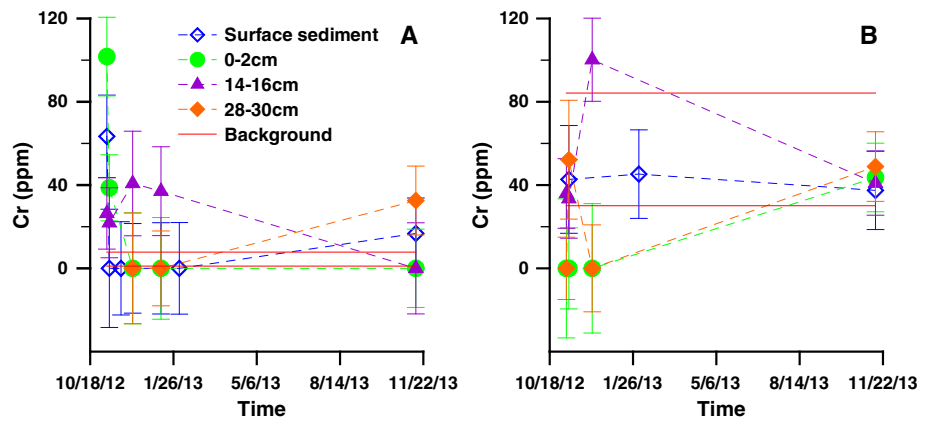 120
80
40
0
Cr (ppm)
Surface sediment
0-2cm
14-16cm
28-30cm
Background
A
10/18/12 1/26/13 5/6/13 8/14/13 11/22/13
Time
120
80
40
0
Cr (ppm)
B
10/18/12 1/26/13 5/6/13 8/14/13 11/22/13
Time